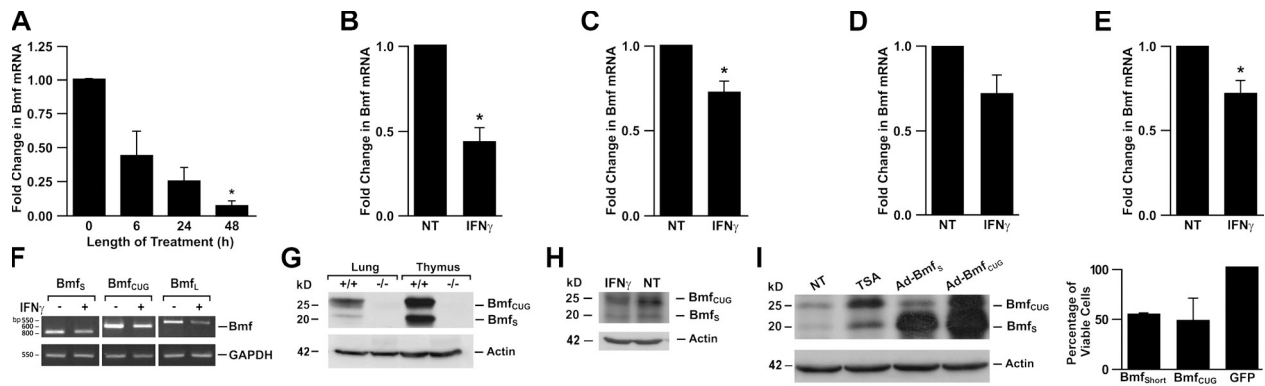 A
Fold Change in Bmf mRNA
1.25
1.00
0.75
0.50
0.25
0.00
*
0 6 24 48
Length of Treatment (h)
B
Fold Change in Bmf mRNA
1.0
0.5
0.0
*
NT IFNγ
C
Fold Change in Bmf mRNA
1.0
0.5
0.0
*
NT IFNγ
D
Fold Change in Bmf mRNA
1.0
0.5
0.0
NT IFNγ
E
Fold Change in Bmf mRNA
1.0
0.5
0.0
*
NT IFNγ
F
BmfS BmfCUG BmfL
IFNγ - + - + - +
bp
550
600
800
Bmf
550
GAPDH
G
Lung Thymus
kD +/+ -/- +/+ -/-
25
BmfCUG
20
BmfS
42
Actin
H
kD IFNγ NT
25
BmfCUG
20
BmfS
42
Actin
I
kD NT TSA Ad-BmfS Ad-BmfCUG
25
BmfCUG
20
BmfS
42
Actin
Percentage of
Viable Cells
100
50
0
BmfShort BmfCUG GFP